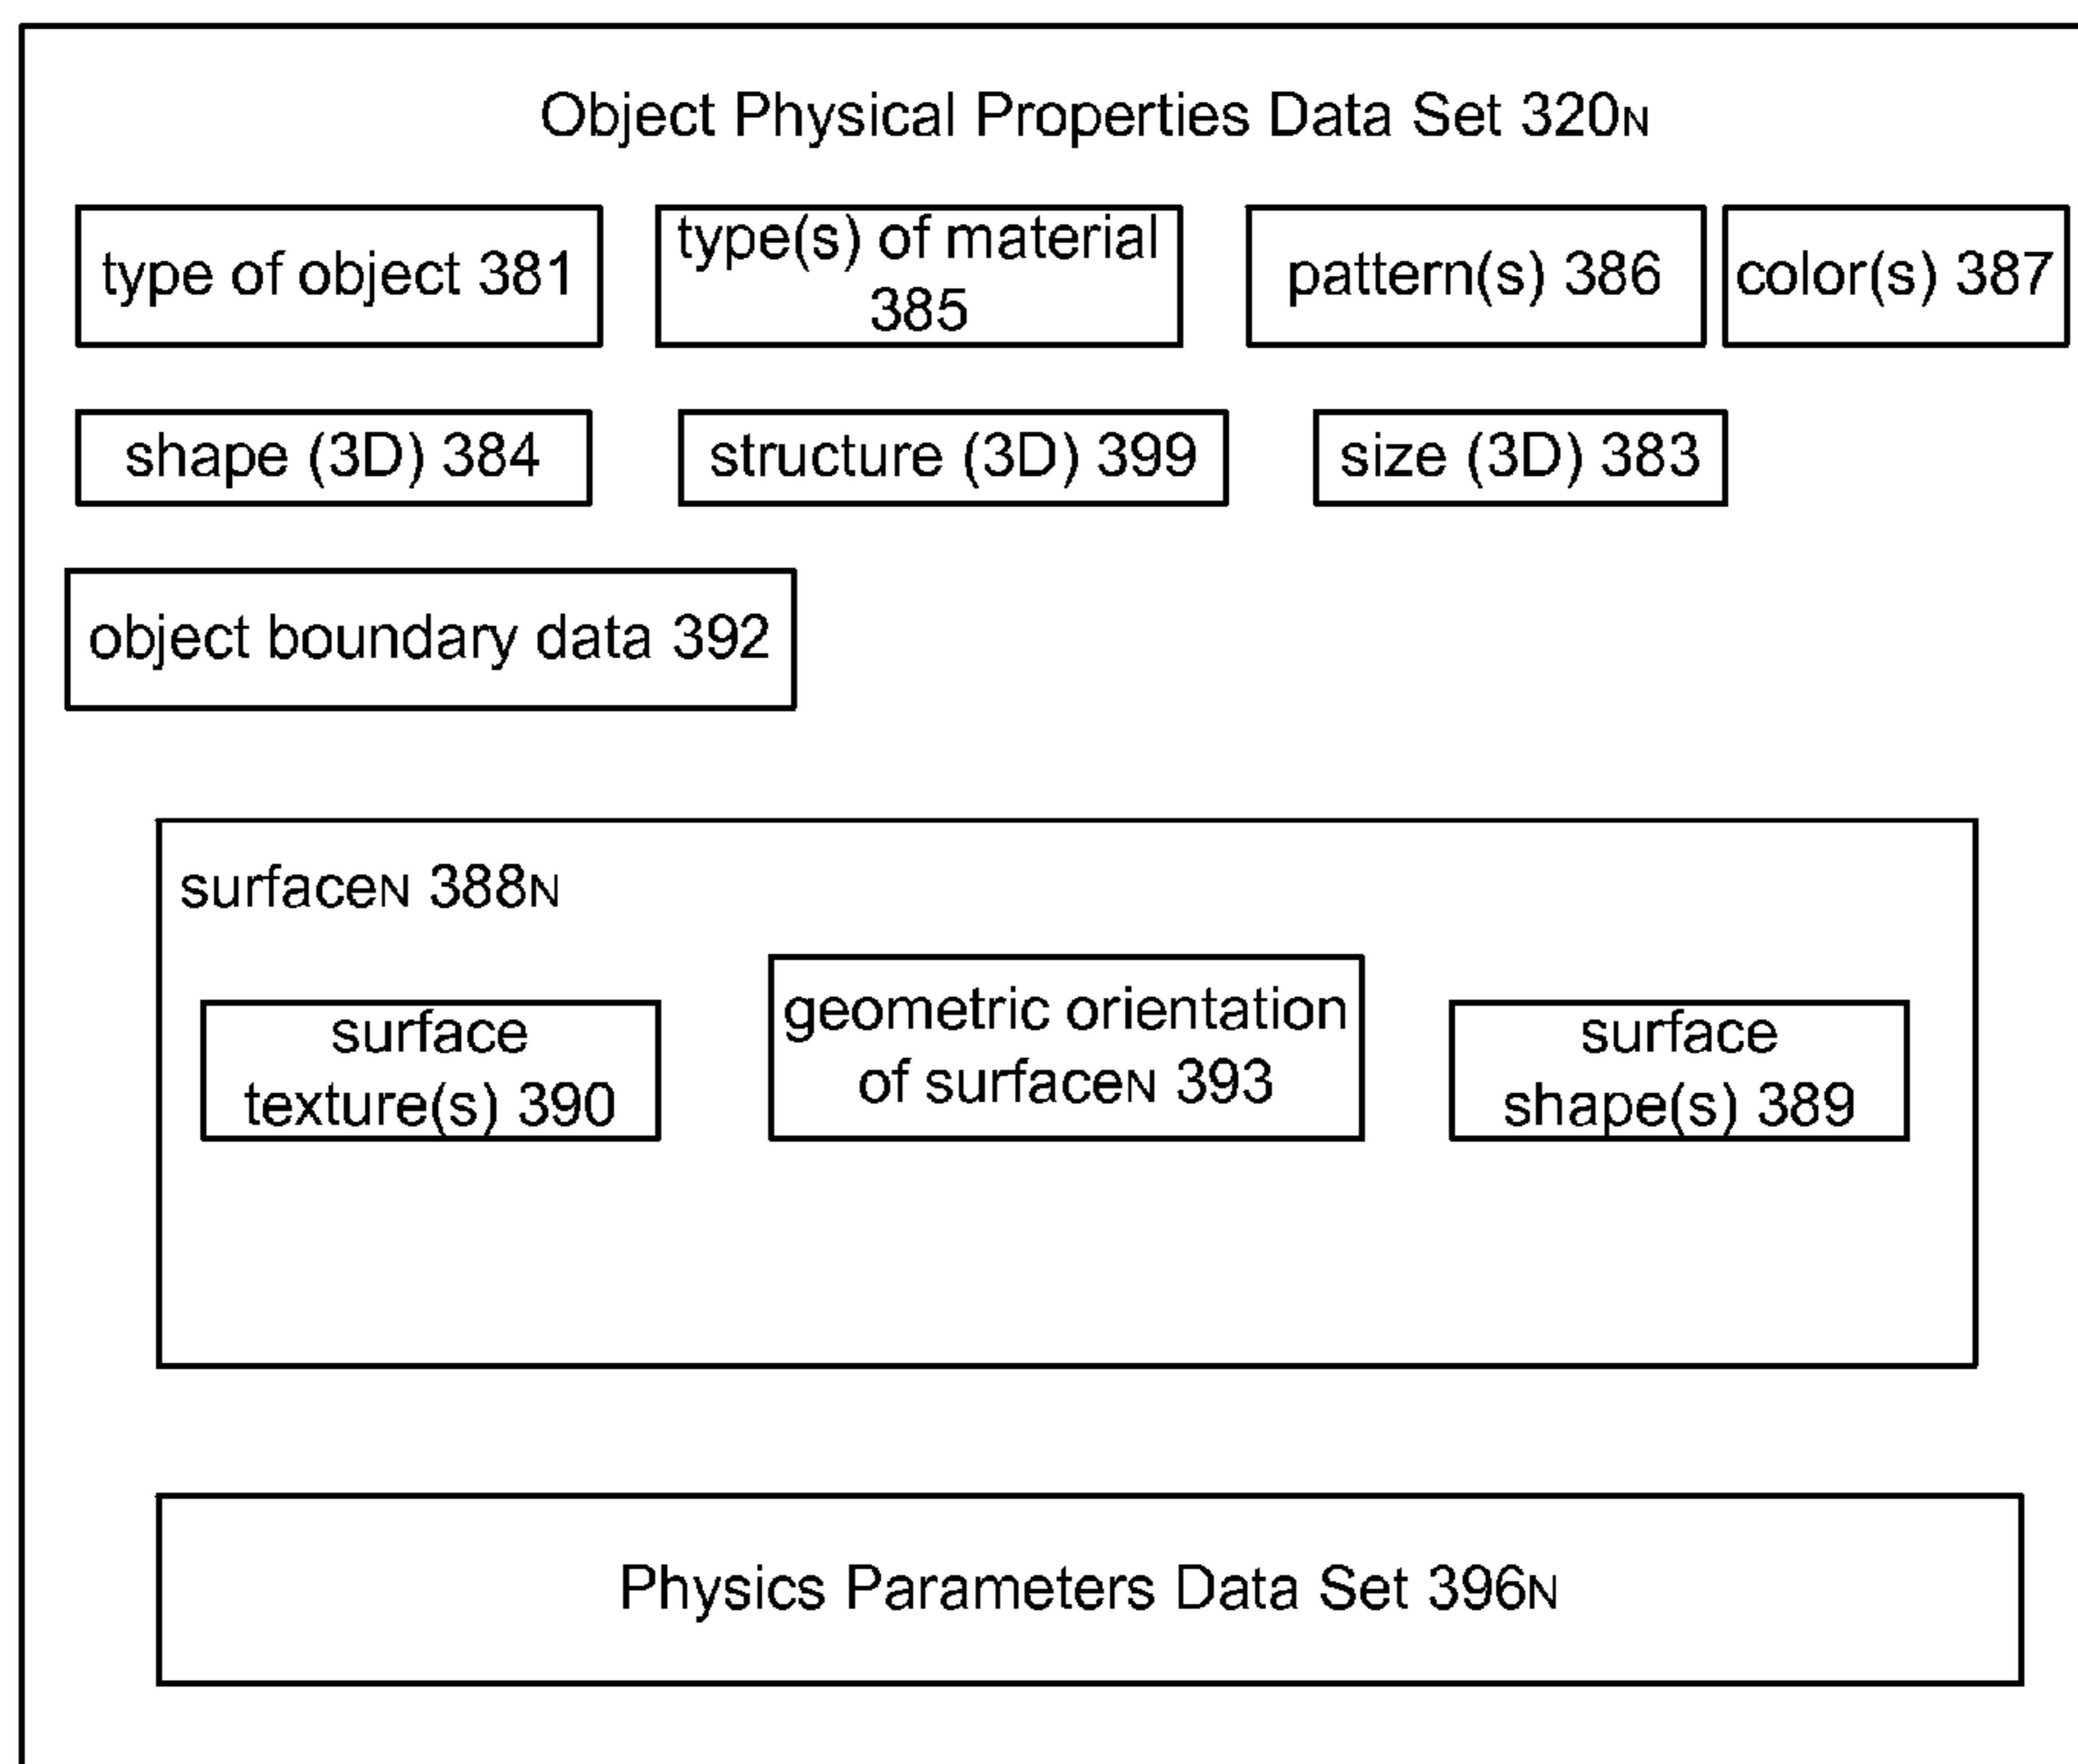 Object Physical Properties Data Set 320N
type of object 381
type(s) of material
385
pattern(s) 386
color(s) 387
shape (3D) 384
structure (3D) 399
size (3D) 383
object boundary data 392
surfaceN 388N
surface
texture(s) 390
geometric orientation
of surfaceN 393
surface
shape(s) 389
Physics Parameters Data Set 396N